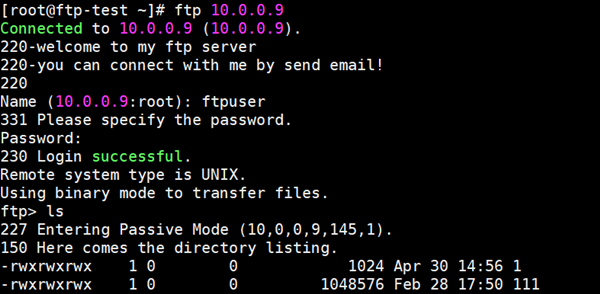 [root@ftp-test ~]# ftp 10.0.0.9
Connected to 10.0.0.9 (10.0.0.9).
220-welcome to my ftp server
220-you can connect with me by send email!
220
Name (10.0.0.9:root): ftpuser
331 Please specify the password.
Password:
230 Login successful.
Remote system type is UNIX.
Using binary mode to transfer files.
ftp> ls
227 Entering Passive Mode (10,0,0,9,145,1).
150 Here comes the directory listing.
-rwxrwxrwx    1 0        0            1024 Apr 30 14:56 1
-rwxrwxrwx    1 0        0         1048576 Feb 28 17:50 111